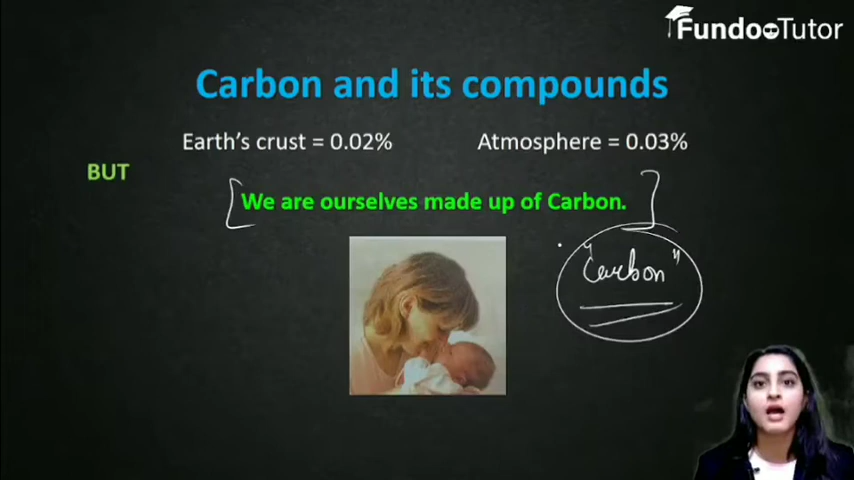 FundooTutor
Carbon and its compounds
Earth's crust = 0.02% Atmosphere = 0.03%
BUT
We are ourselves made up of Carbon.
"Carbon"